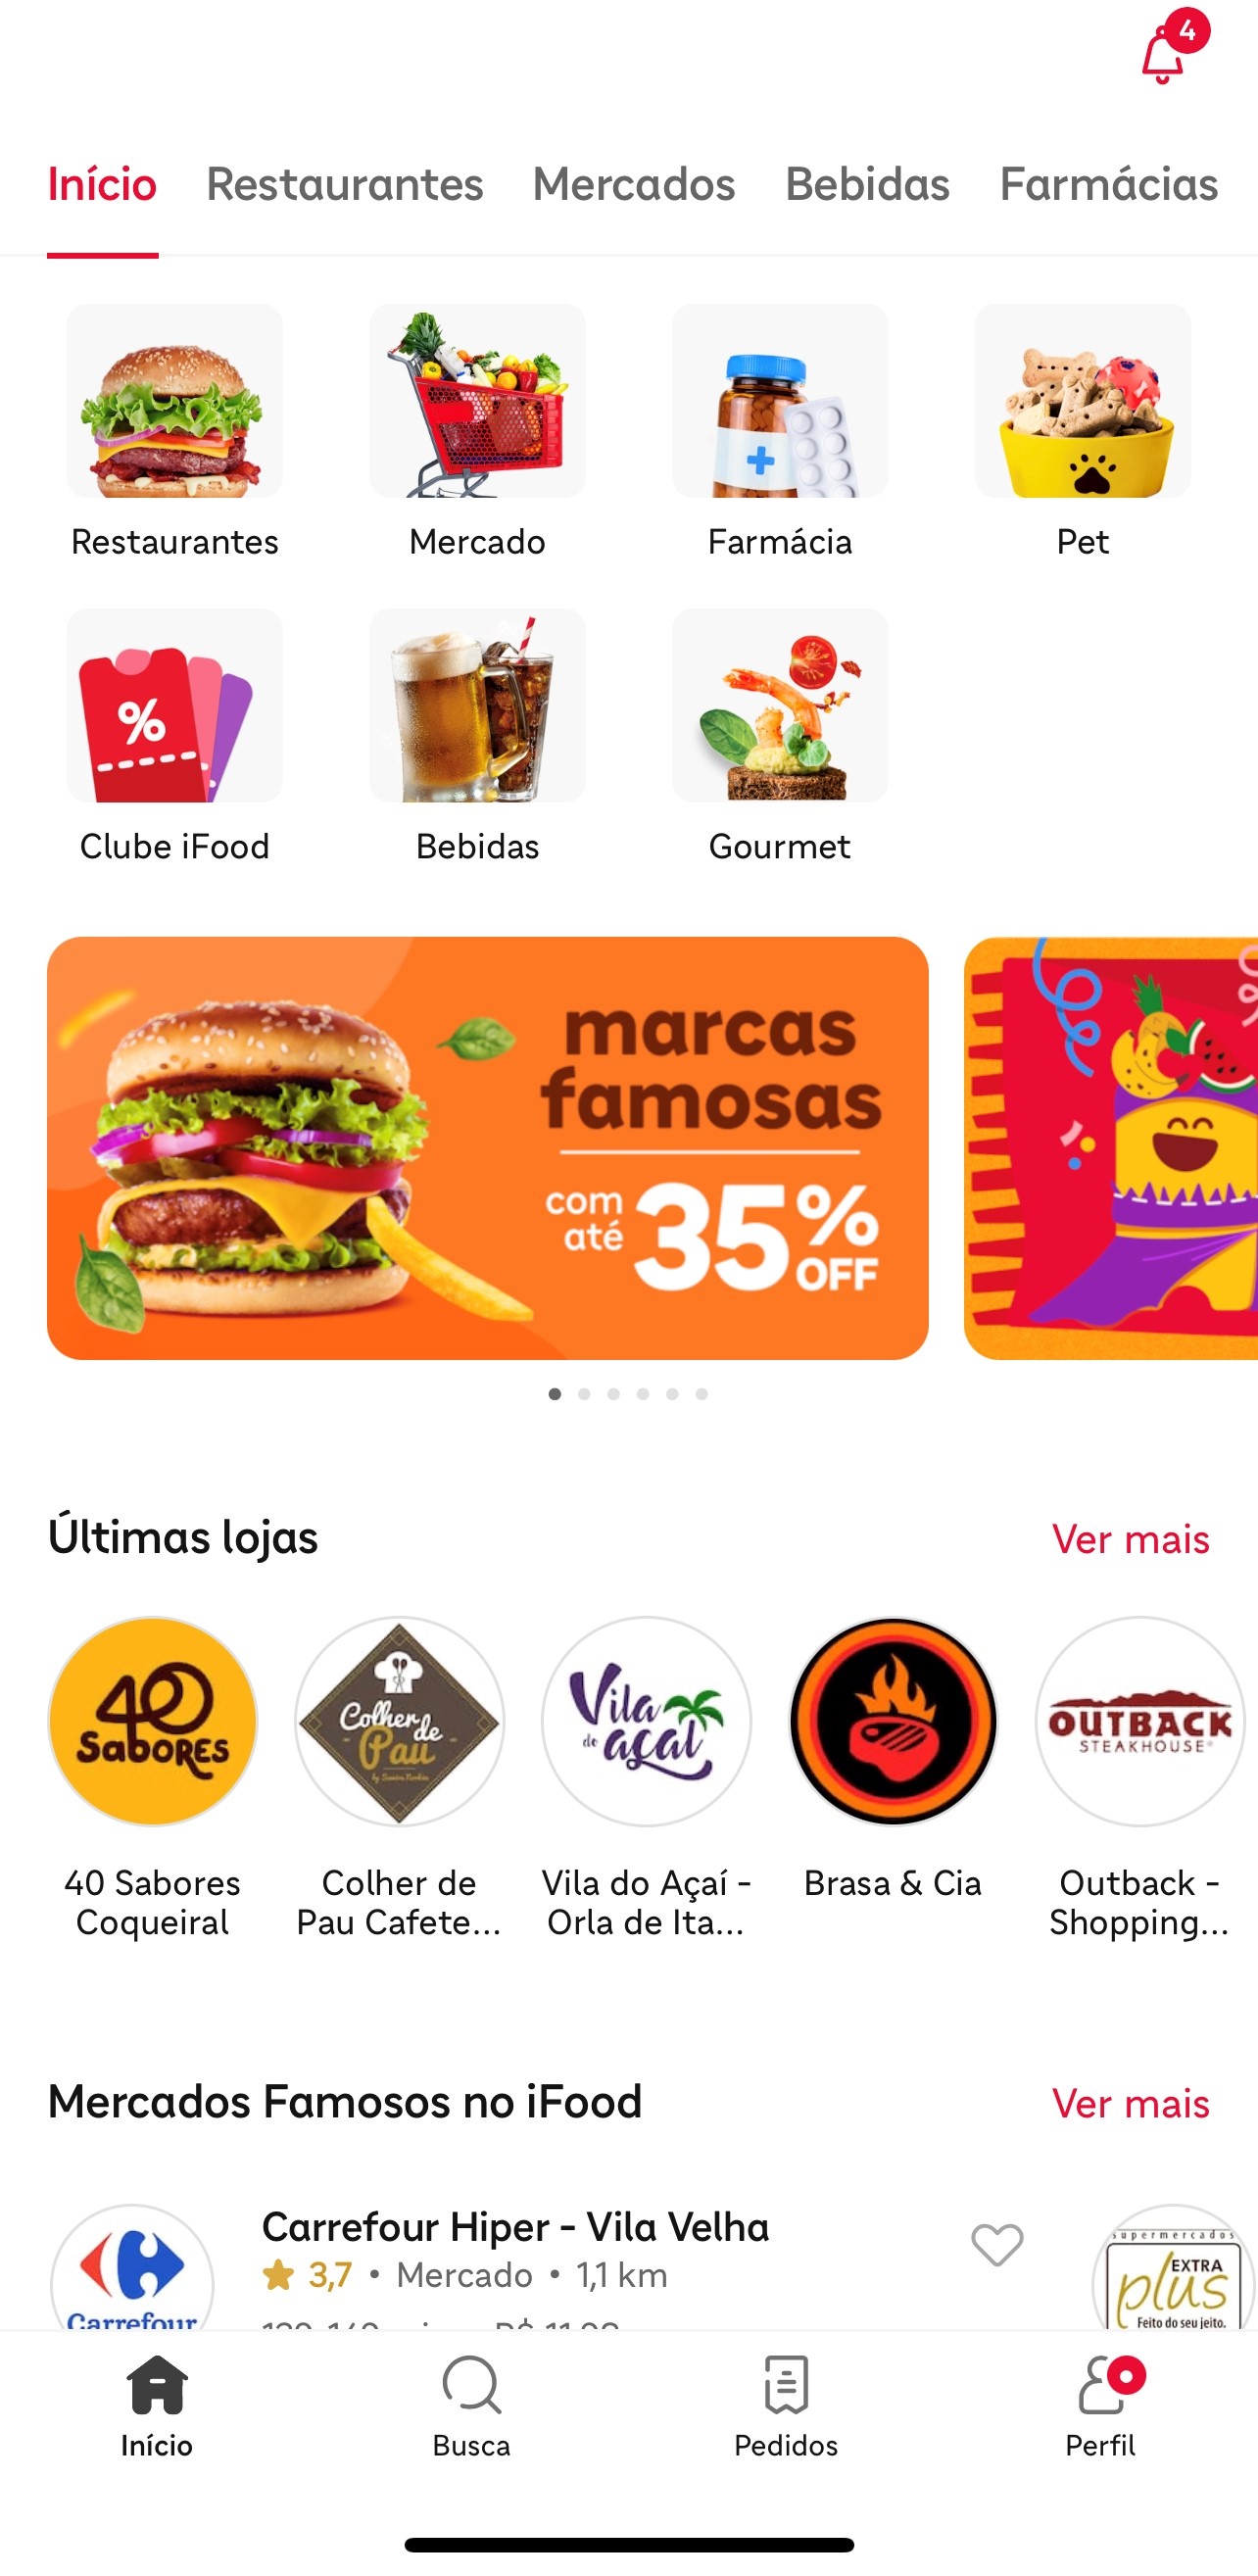 4
Início Restaurantes Mercados Bebidas Farmácias
Restaurantes Mercado Farmácia Pet
%
Clube iFood Bebidas Gourmet
marcas
famosas
com até 35% OFF
Últimas lojas Ver mais
40 SABORES
Colher de Pau
Vila do açaí
OUTBACK
STEAKHOUSE
40 Sabores Coqueiral
Colher de Pau Cafete...
Vila do Açaí - Orla de Ita...
Brasa & Cia
Outback - Shopping...
Mercados Famosos no iFood Ver mais
Carrefour
Carrefour Hiper - Vila Velha
3,7 • Mercado • 1,1 km
supermercados
EXTRA
plus
Feito do seu jeito.
Início Busca Pedidos Perfil